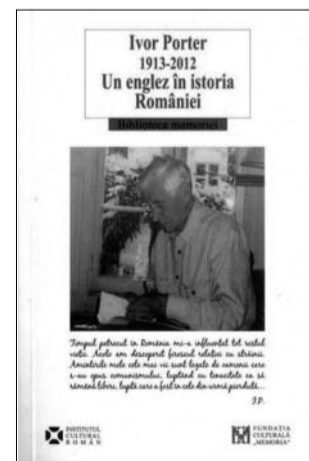 Ivor Porter
1913-2012
Un englez în istoria
României
Biblioteca memoriei
Timpul petrecut în România mi-a influențat tot restul
vieții. Acolo am descoperit firescul relației cu străinii.
Amintirile mele cele mai vii sunt legate de oamenii care
s-au opus comunismului, luptând cu tenacitate ca să
rămână liberi, luptă care a fost în cele din urmă pierdută...
I.P.
INSTITUTUL
CULTURAL
ROMÂN
FUNDAȚIA
CULTURALĂ
„MEMORIA”